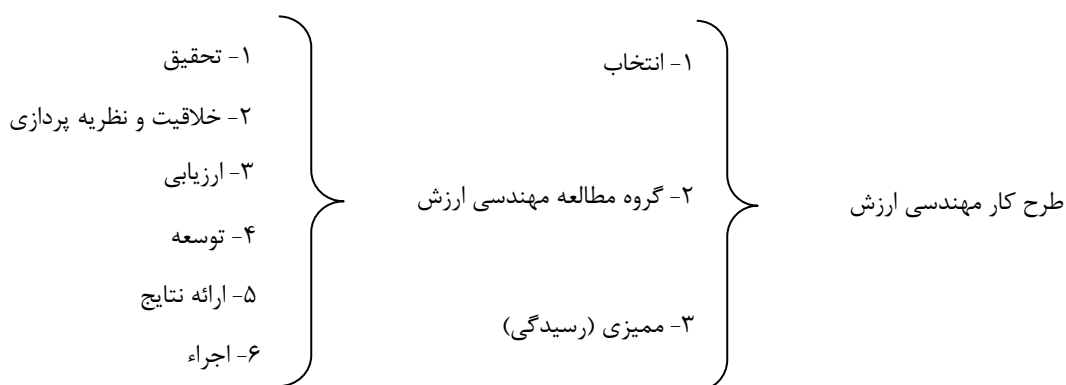 طرح کار مهندسی ارزش
۱- انتخاب
۲- گروه مطالعه مهندسی ارزش
۳- ممیزی (رسیدگی)
۱- تحقیق
۲- خلاقیت و نظریه پردازی
۳- ارزیابی
۴- توسعه
۵- ارائه نتایج
۶- اجراء